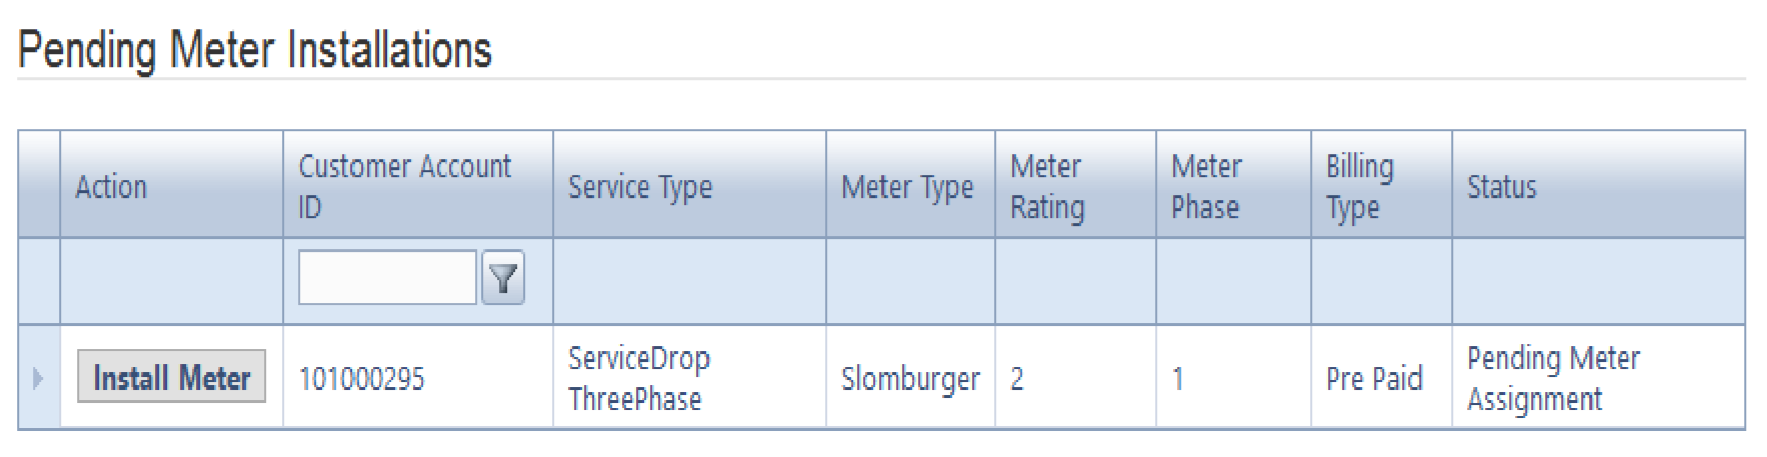 Pending Meter Installations
Action
Customer Account
ID
Service Type
Meter Type
Meter
Rating
Meter
Phase
Billing
Type
Status
Install Meter
101000295
ServiceDrop
ThreePhase
Slomburger
2
1
Pre Paid
Pending Meter
Assignment